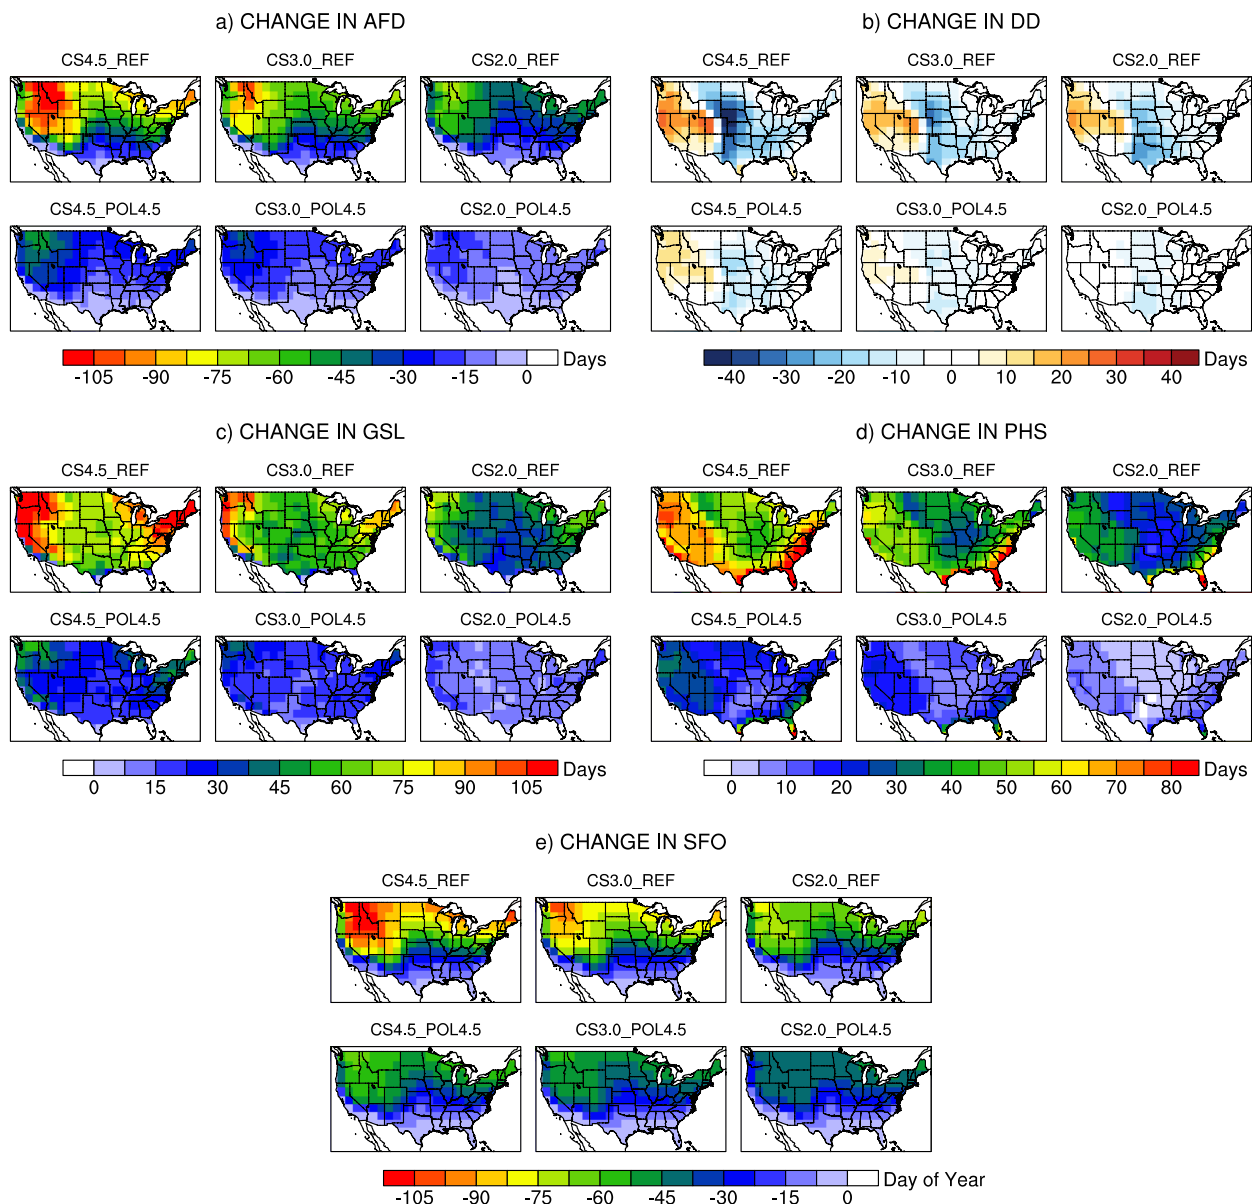 a) CHANGE IN AFD
CS4.5_REF CS3.0_REF CS2.0_REF
CS4.5_POL4.5 CS3.0_POL4.5 CS2.0_POL4.5
-105 -90 -75 -60 -45 -30 -15 0 Days
b) CHANGE IN DD
CS4.5_REF CS3.0_REF CS2.0_REF
CS4.5_POL4.5 CS3.0_POL4.5 CS2.0_POL4.5
-40 -30 -20 -10 0 10 20 30 40 Days
c) CHANGE IN GSL
CS4.5_REF CS3.0_REF CS2.0_REF
CS4.5_POL4.5 CS3.0_POL4.5 CS2.0_POL4.5
0 15 30 45 60 75 90 105 Days
d) CHANGE IN PHS
CS4.5_REF CS3.0_REF CS2.0_REF
CS4.5_POL4.5 CS3.0_POL4.5 CS2.0_POL4.5
0 10 20 30 40 50 60 70 80 Days
e) CHANGE IN SFO
CS4.5_REF CS3.0_REF CS2.0_REF
CS4.5_POL4.5 CS3.0_POL4.5 CS2.0_POL4.5
-105 -90 -75 -60 -45 -30 -15 0 Day of Year